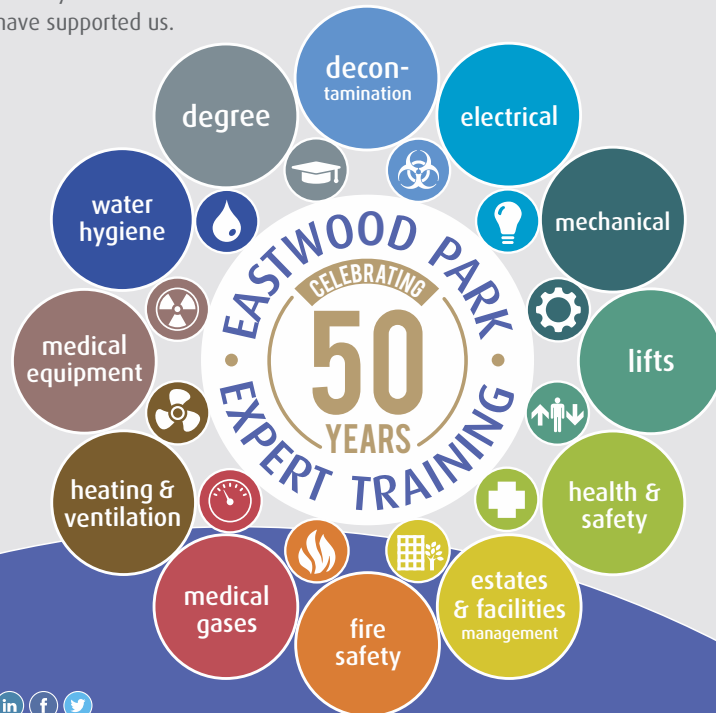 have supported us.
decon-
tamination
degree
electrical
water
hygiene
mechanical
EASTWOOD PARK
CELEBRATING
50
YEARS
EXPERT TRAINING
medical
equipment
lifts
heating &
ventilation
health &
safety
medical
gases
estates
& facilities
management
fire
safety
in
f